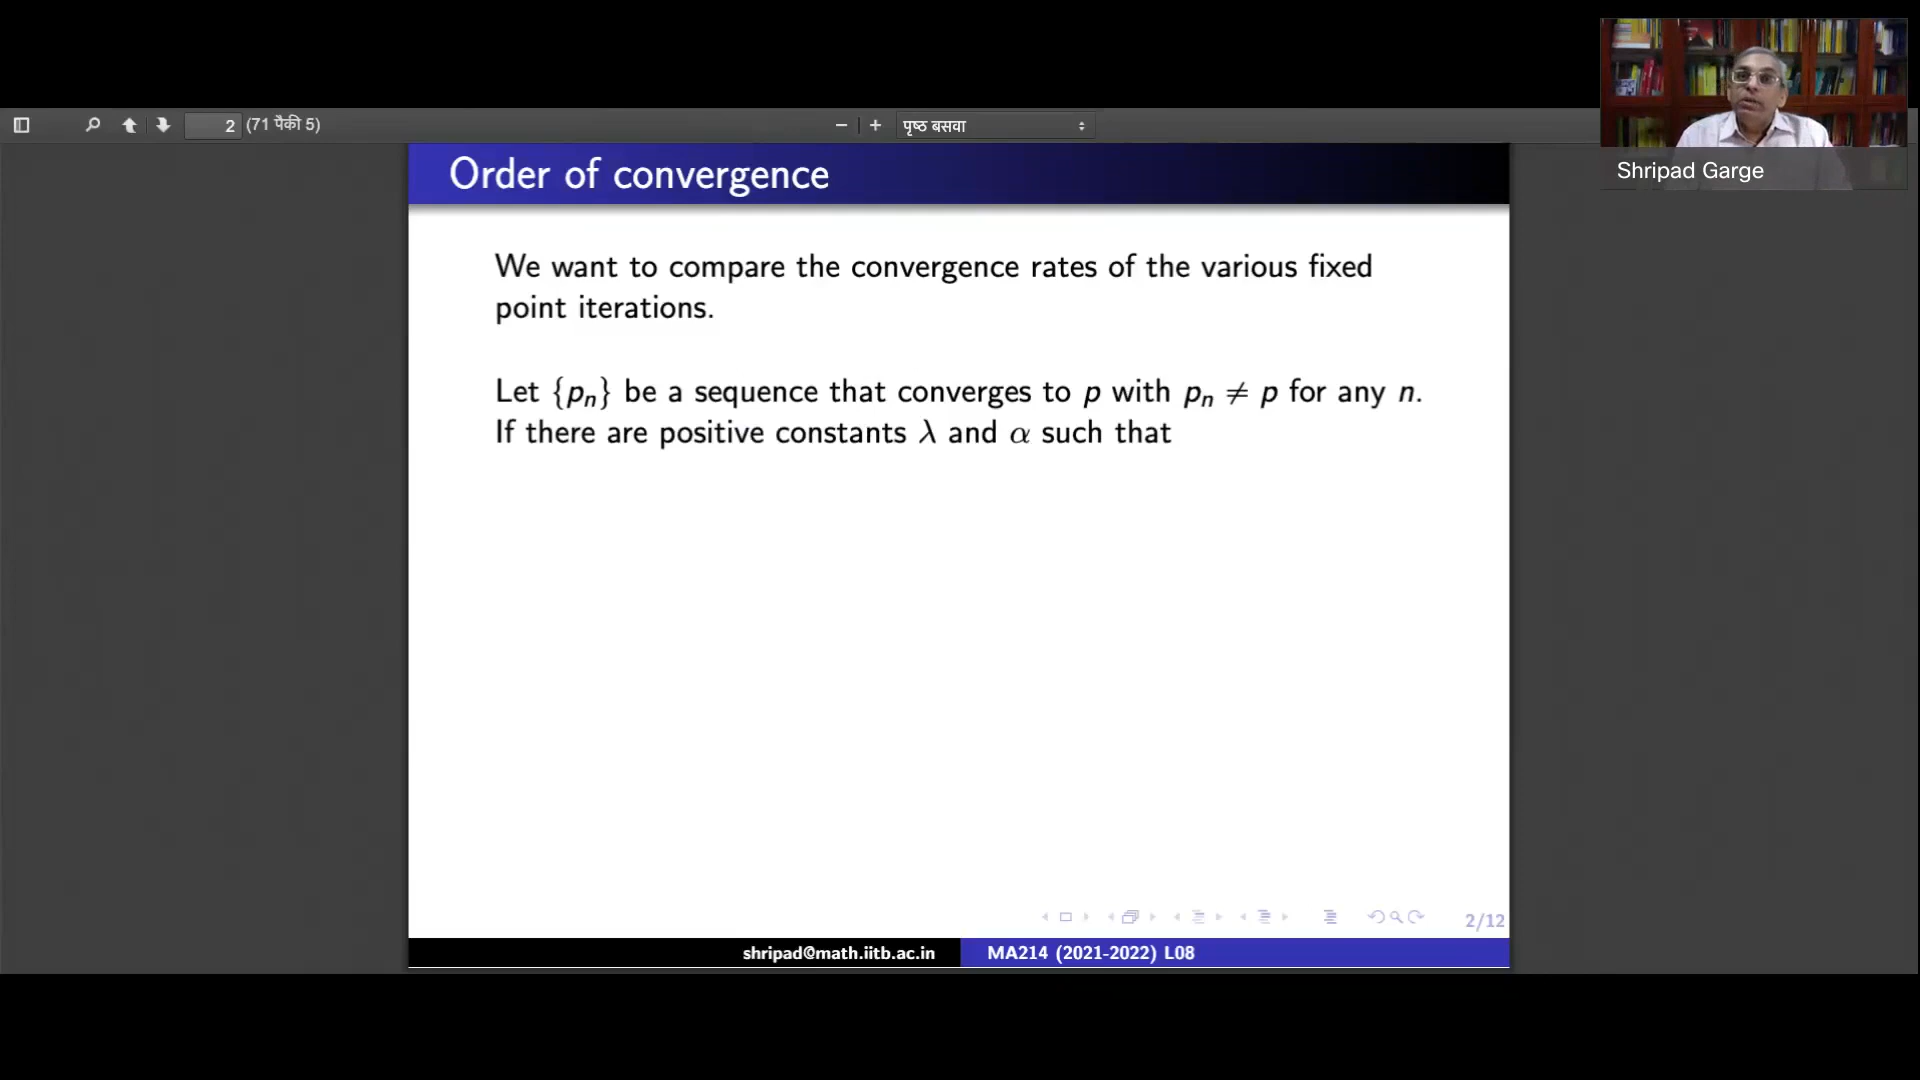 2 (71 पैकी 5)
− + पृष्ठ बसवा
Shripad Garge
Order of convergence
We want to compare the convergence rates of the various fixed
point iterations.
Let {pₙ} be a sequence that converges to p with pₙ ≠ p for any n.
If there are positive constants λ and α such that
2/12
shripad@math.iitb.ac.in MA214 (2021-2022) L08